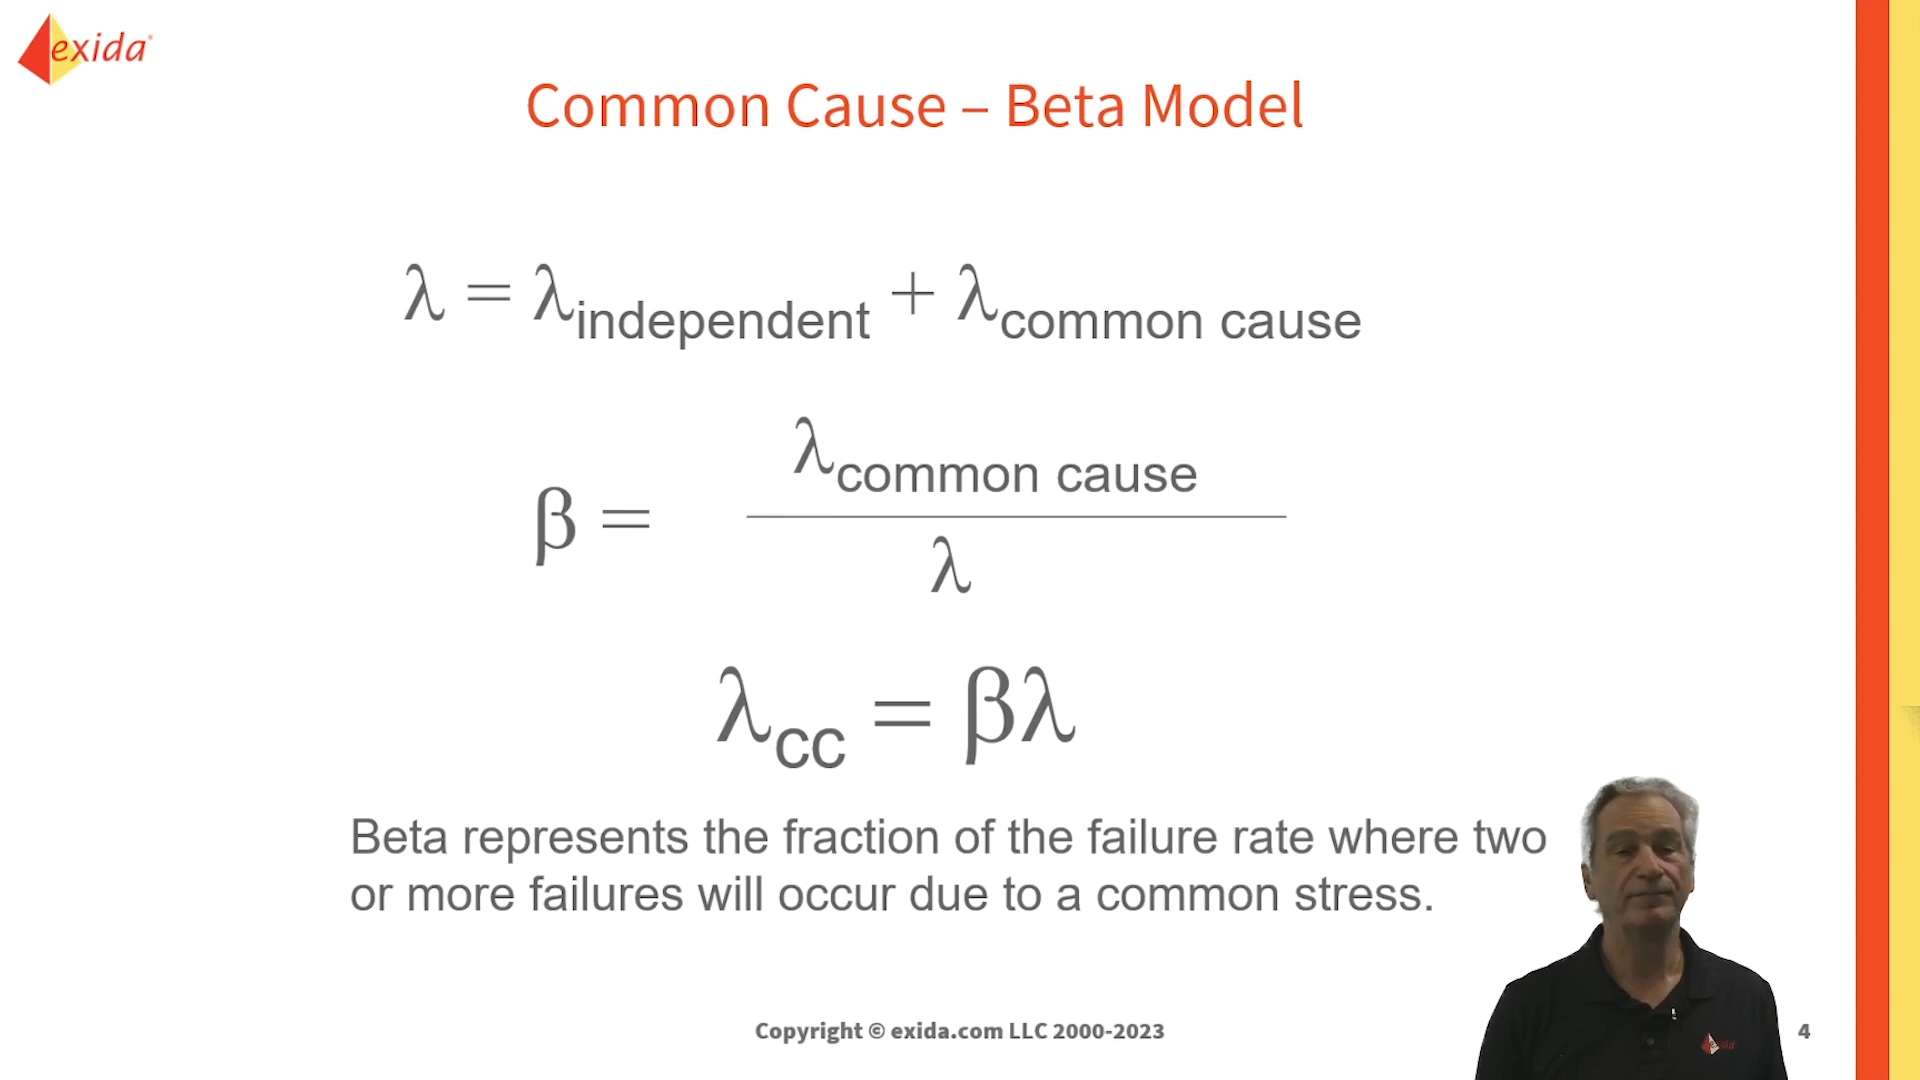 exida
Common Cause – Beta Model
λ = λindependent + λcommon cause
λcommon cause
β =
λ
λCC = βλ
Beta represents the fraction of the failure rate where two
or more failures will occur due to a common stress.
Copyright © exida.com LLC 2000-2023
4
exida